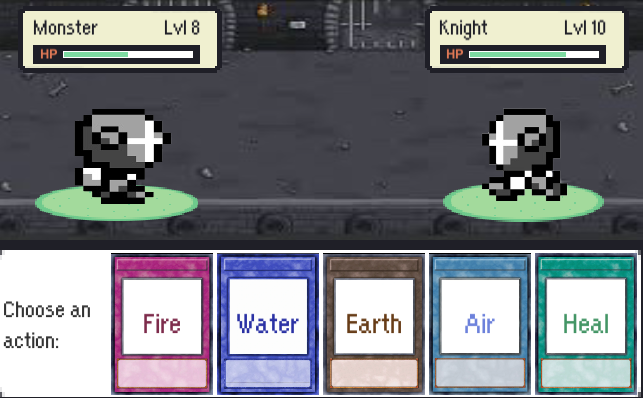 Monster Lvl 8
HP
Knight Lvl 10
HP
Choose an
action:
Fire
Water
Earth
Air
Heal